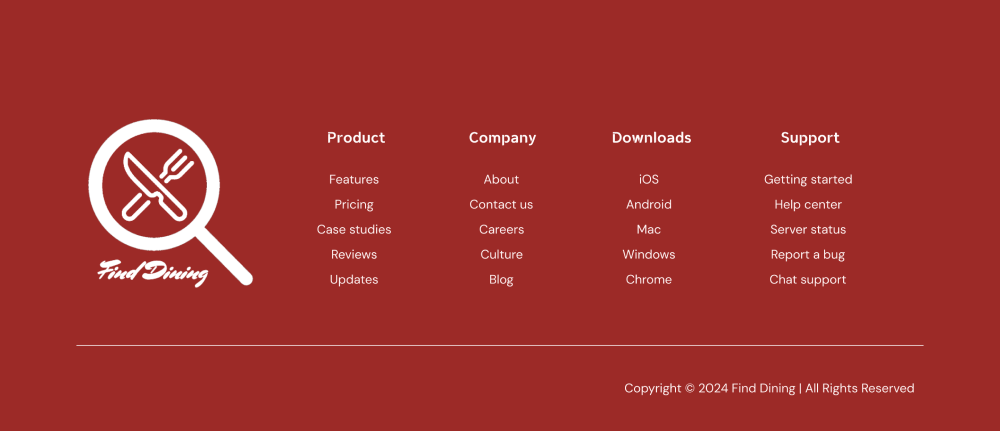 Find Dining
Product
Features
Pricing
Case studies
Reviews
Updates
Company
About
Contact us
Careers
Culture
Blog
Downloads
iOS
Android
Mac
Windows
Chrome
Support
Getting started
Help center
Server status
Report a bug
Chat support
Copyright © 2024 Find Dining | All Rights Reserved